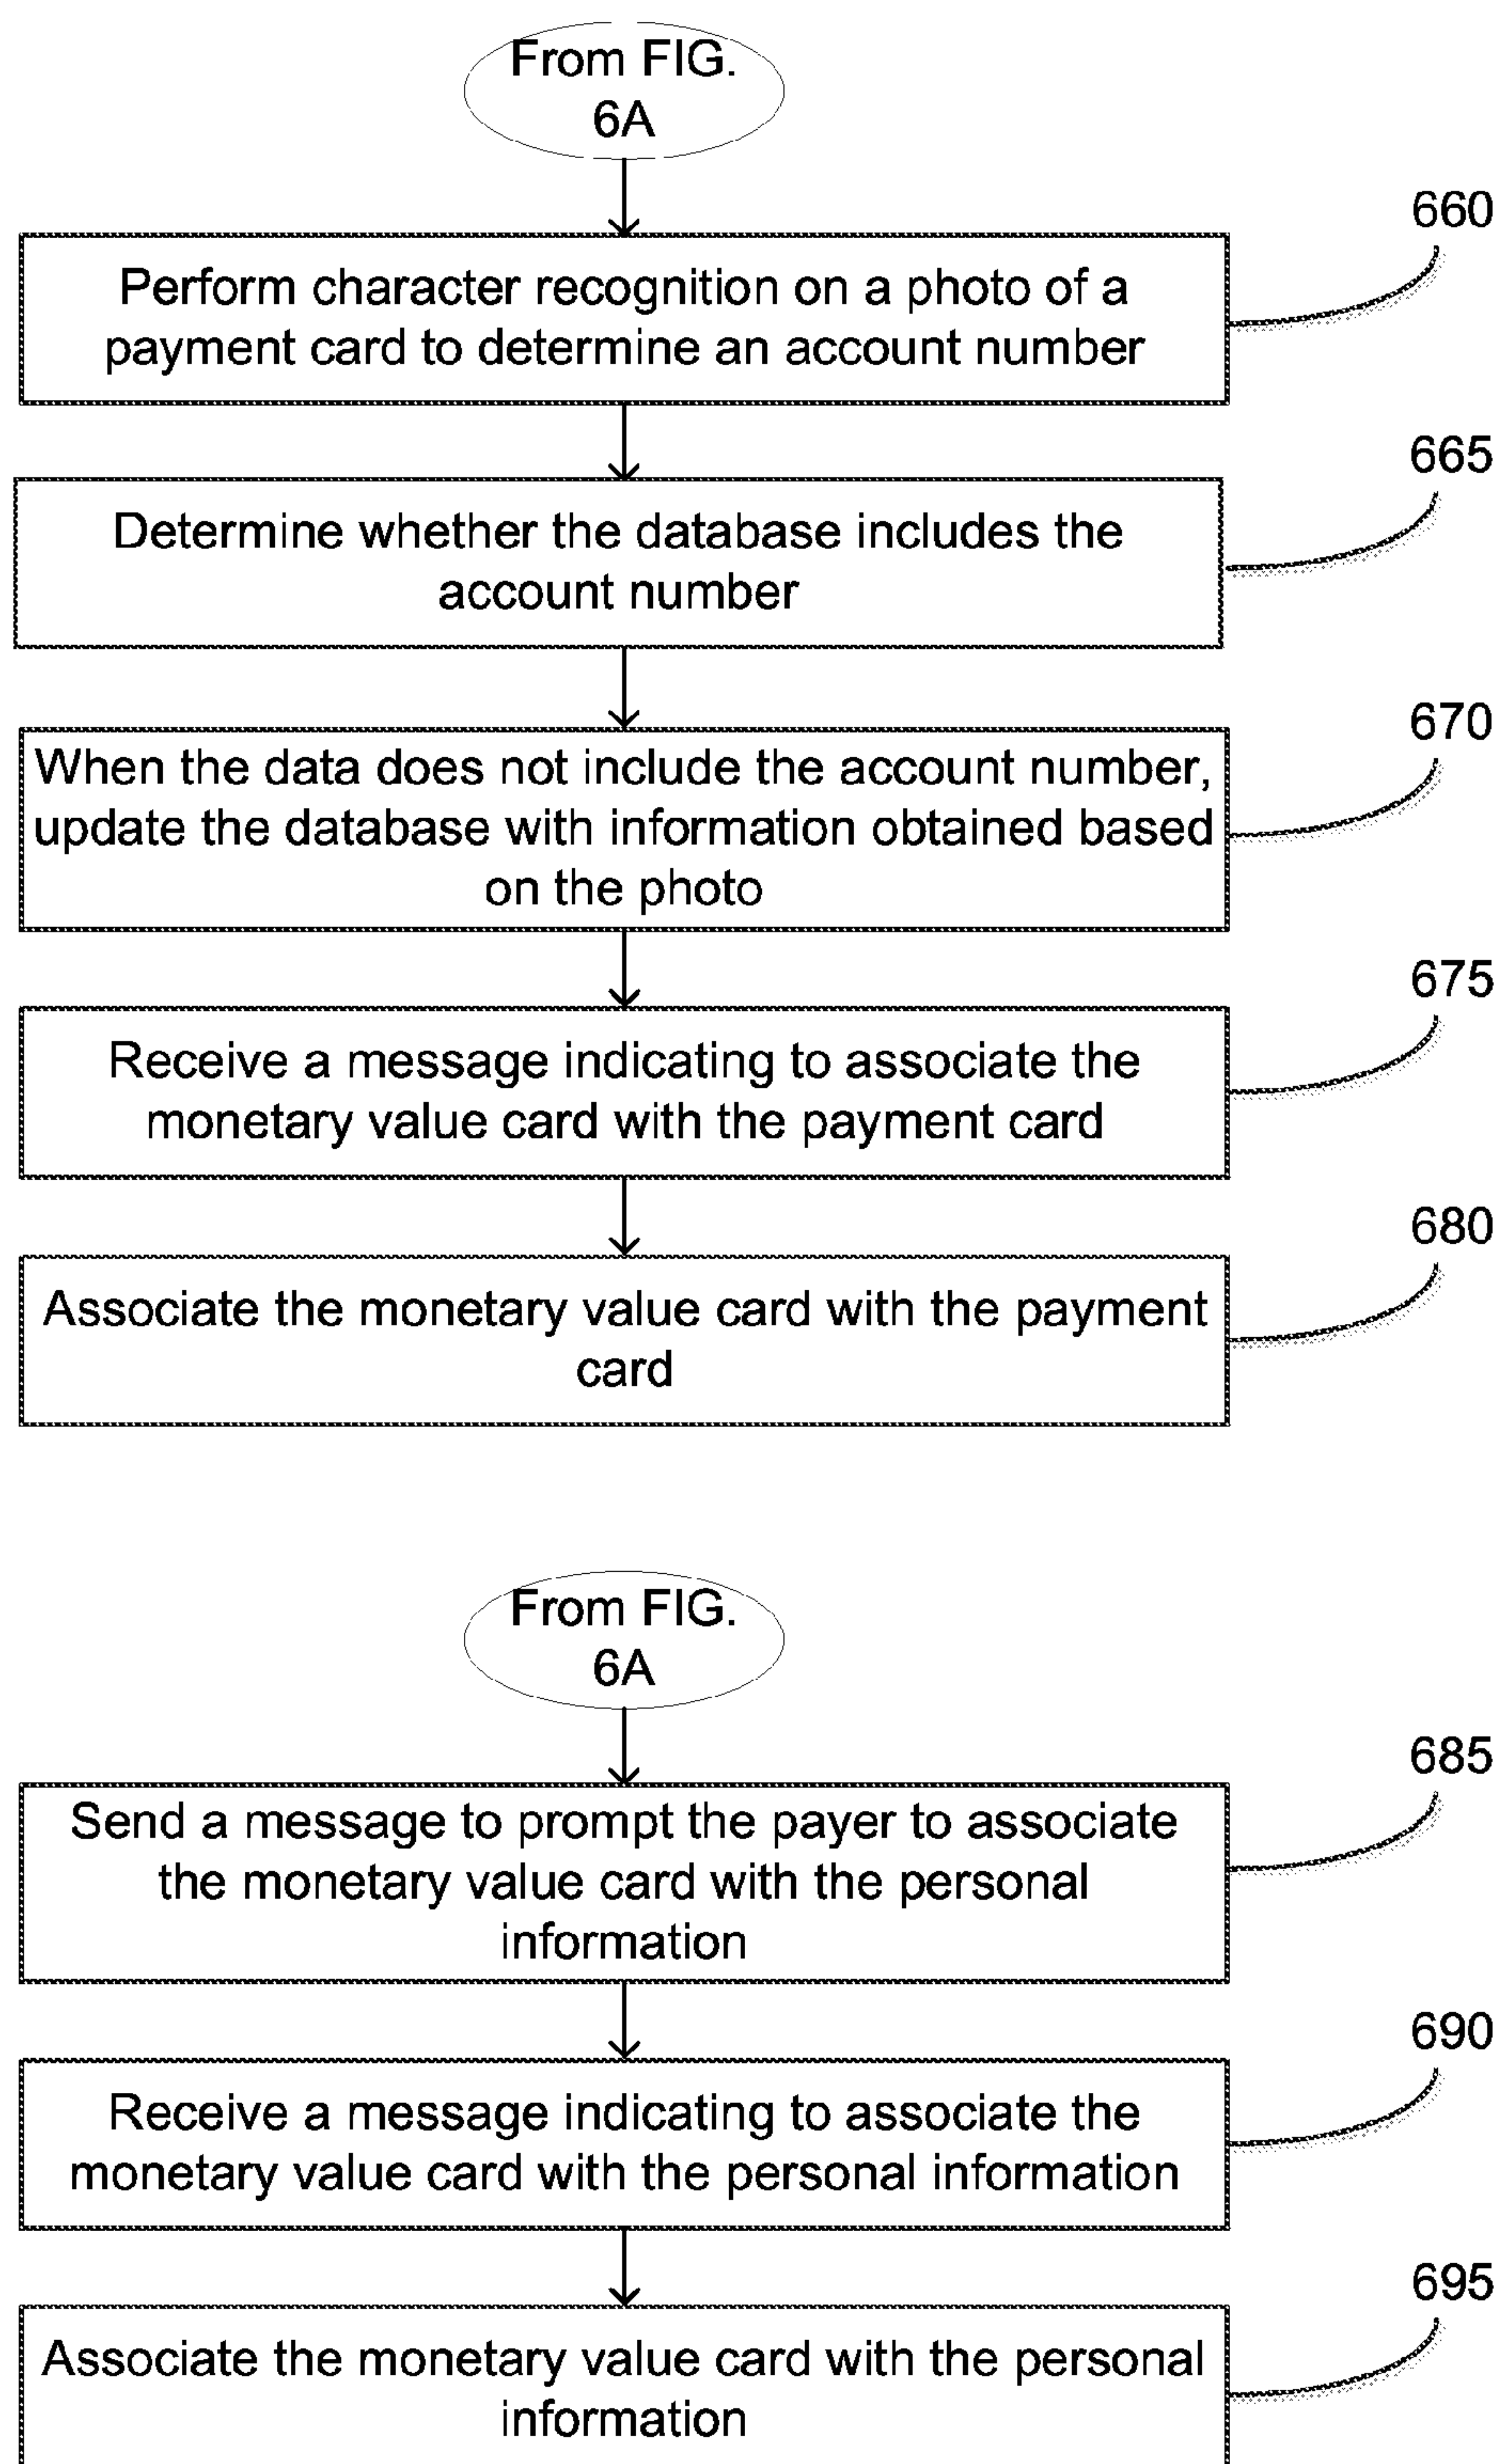 From FIG.
6A
660
Perform character recognition on a photo of a
payment card to determine an account number
665
Determine whether the database includes the
account number
670
When the data does not include the account number,
update the database with information obtained based
on the photo
675
Receive a message indicating to associate the
monetary value card with the payment card
680
Associate the monetary value card with the payment
card
From FIG.
6A
685
Send a message to prompt the payer to associate
the monetary value card with the personal
information
690
Receive a message indicating to associate the
monetary value card with the personal information
695
Associate the monetary value card with the personal
information